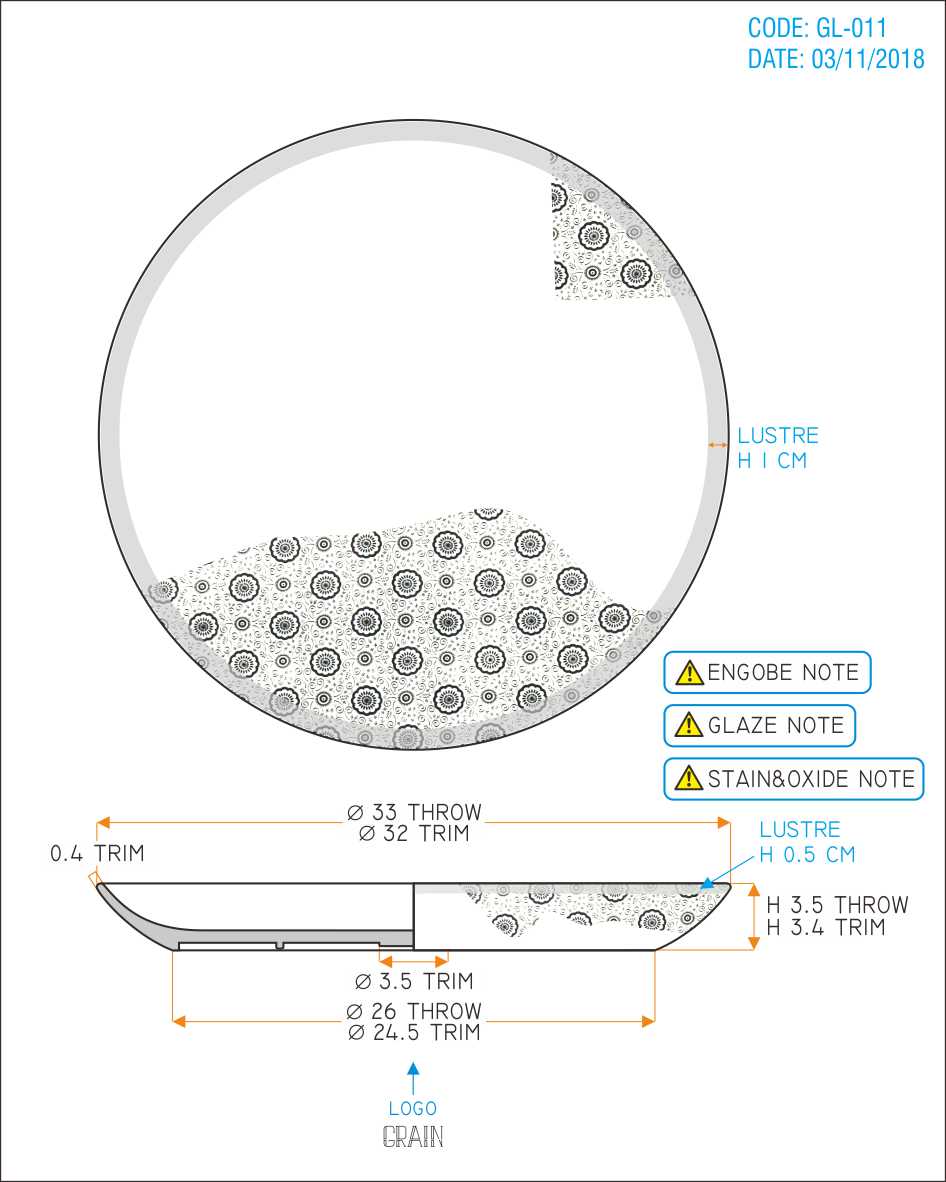 CODE: GL-011
DATE: 03/11/2018
LUSTRE
H 1 CM
ENGOBE NOTE
GLAZE NOTE
STAIN&OXIDE NOTE
Ø 33 THROW
Ø 32 TRIM
LUSTRE
H 0.5 CM
0.4 TRIM
H 3.5 THROW
H 3.4 TRIM
Ø 3.5 TRIM
Ø 26 THROW
Ø 24.5 TRIM
LOGO
GRAIN